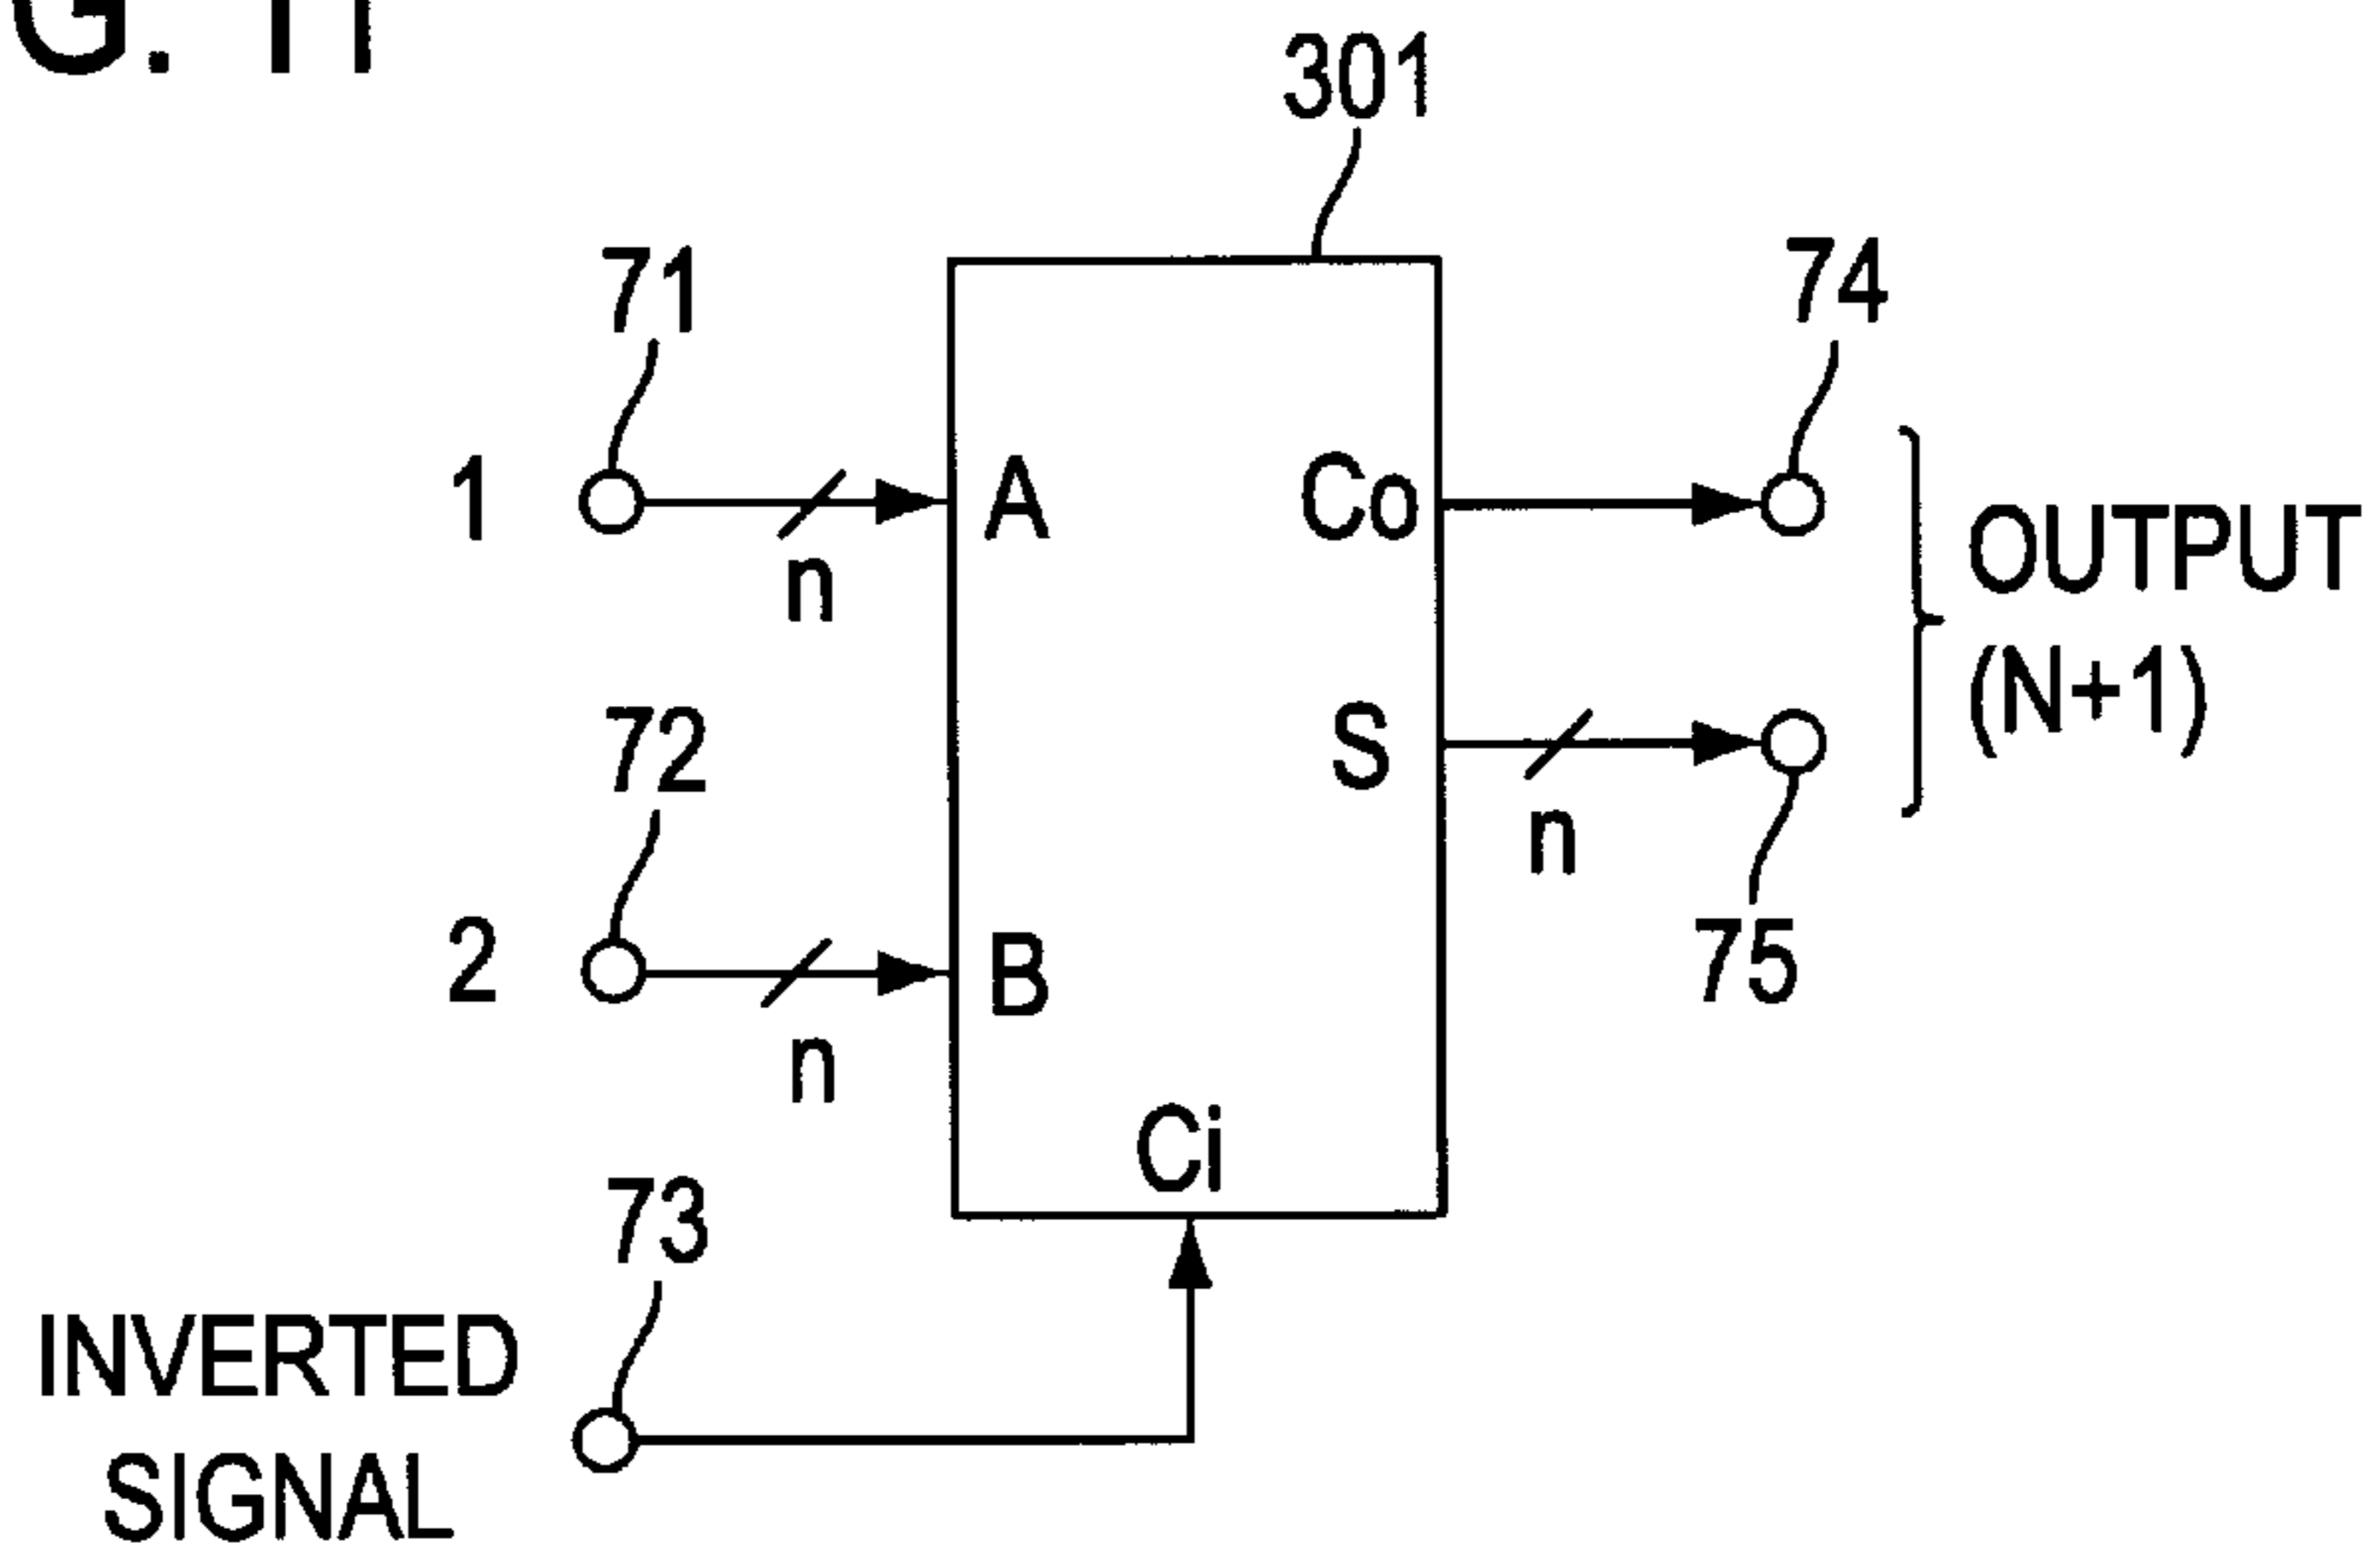 G. 11
301
71
74
1
A
Co
n
OUTPUT
(N+1)
72
S
n
2
B
75
n
Ci
73
INVERTED
SIGNAL